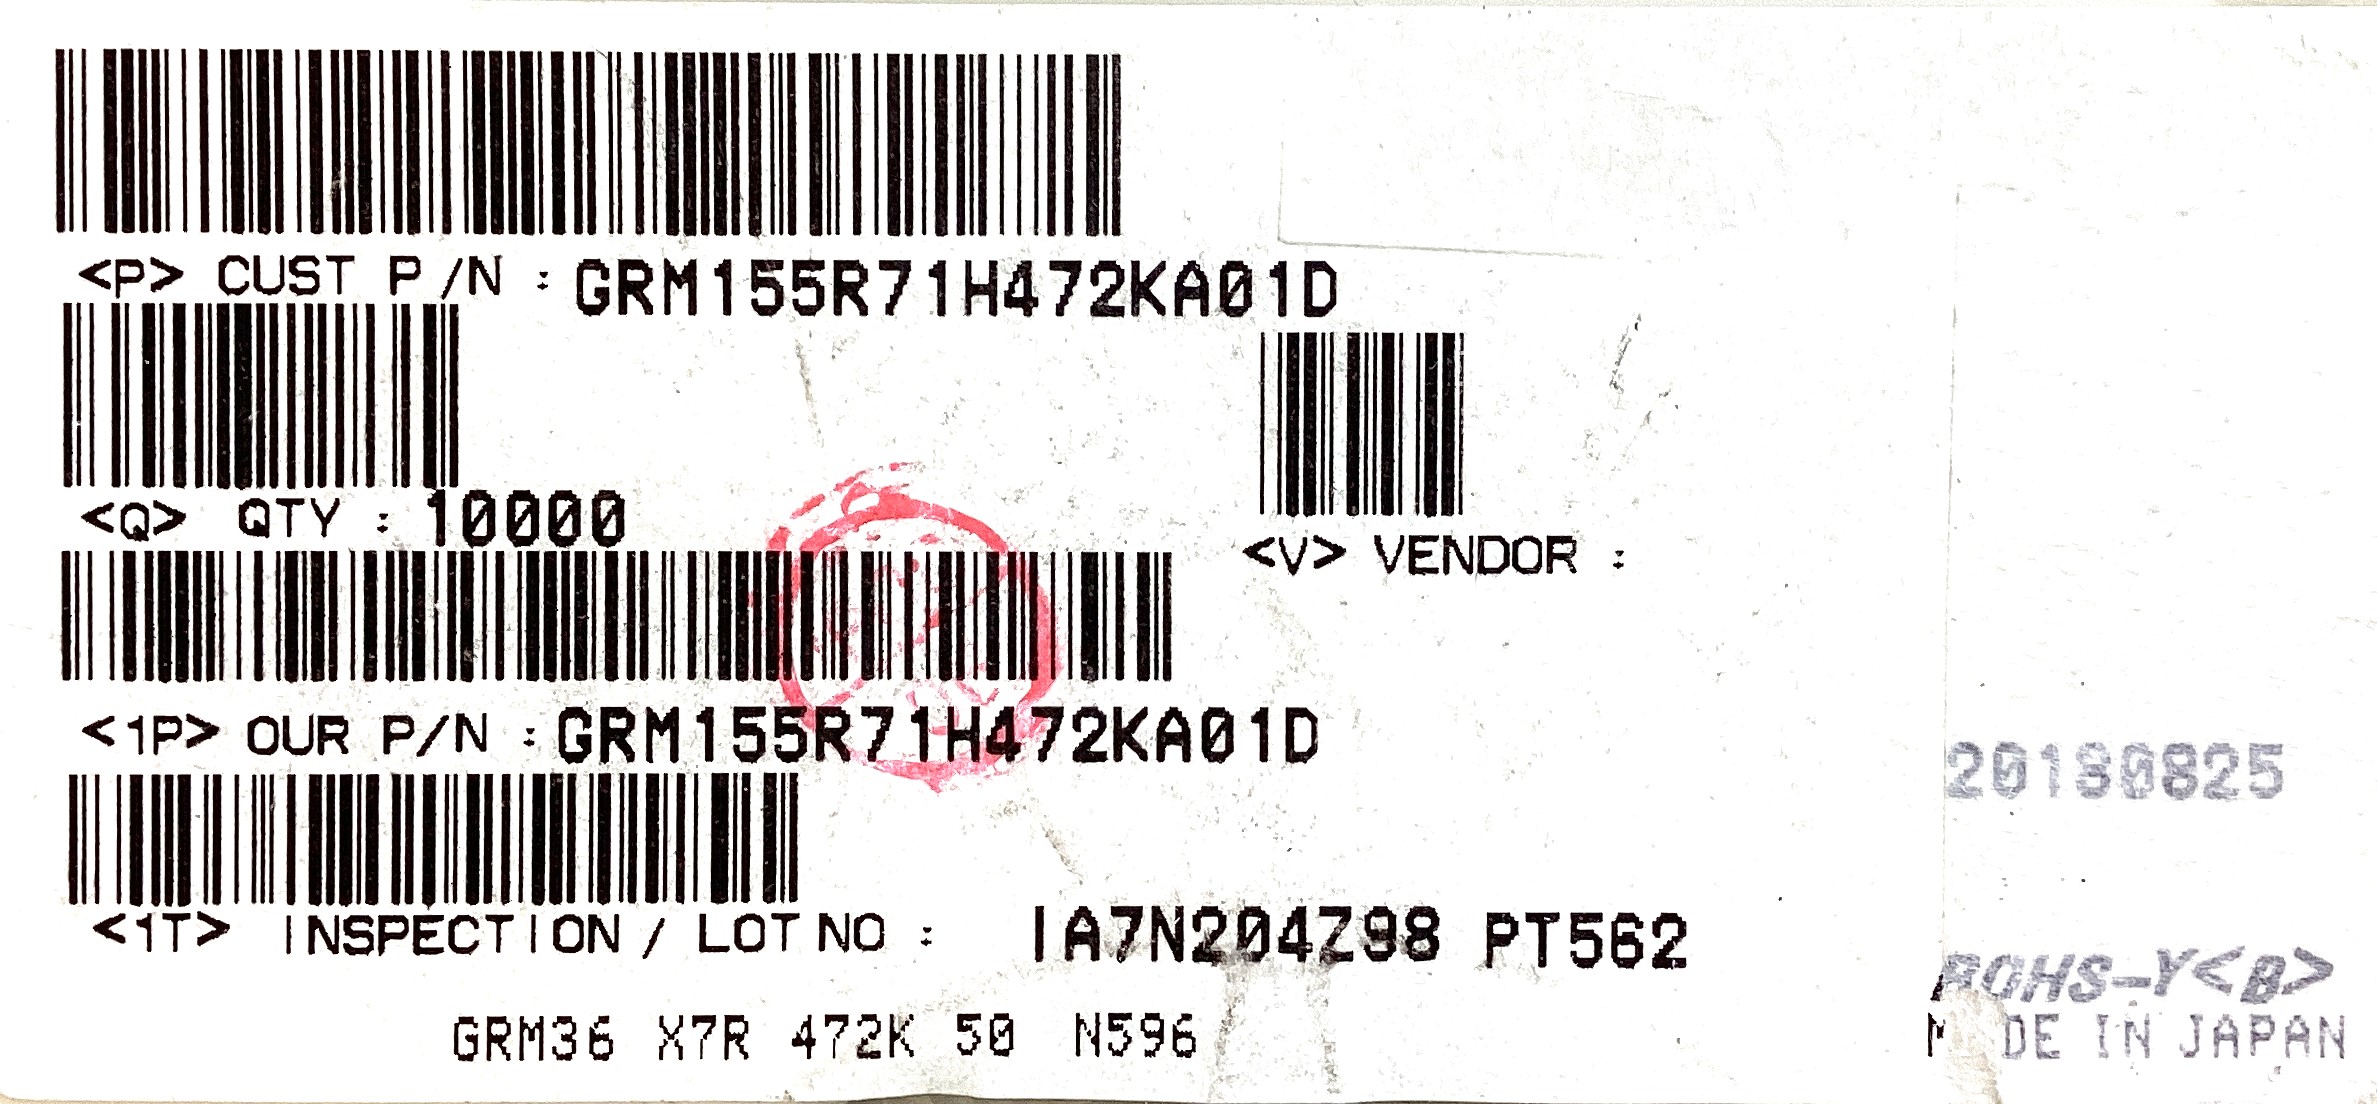 <P> CUST P/N : GRM155R71H472KA01D
<Q> QTY : 10000
<V> VENDOR :
<1P> OUR P/N : GRM155R71H472KA01D
20180825
<1T> INSPECTION / LOT NO : IA7N204Z98 PT562
ROHS-Y<B>
GRM36 X7R 472K 50 N596
MADE IN JAPAN